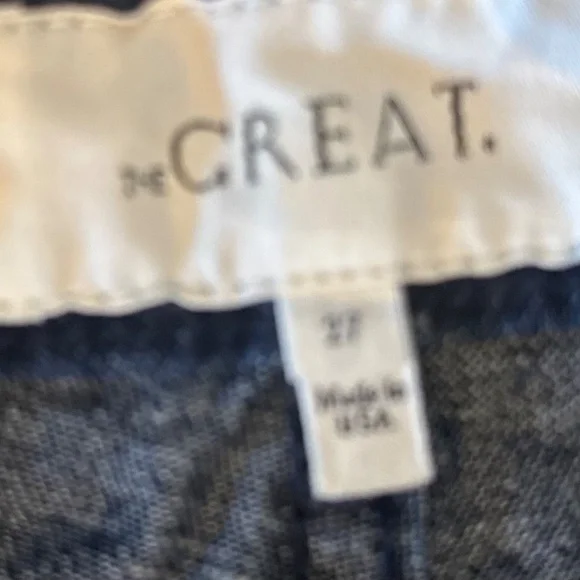 THE GREAT.
27
Made in
USA